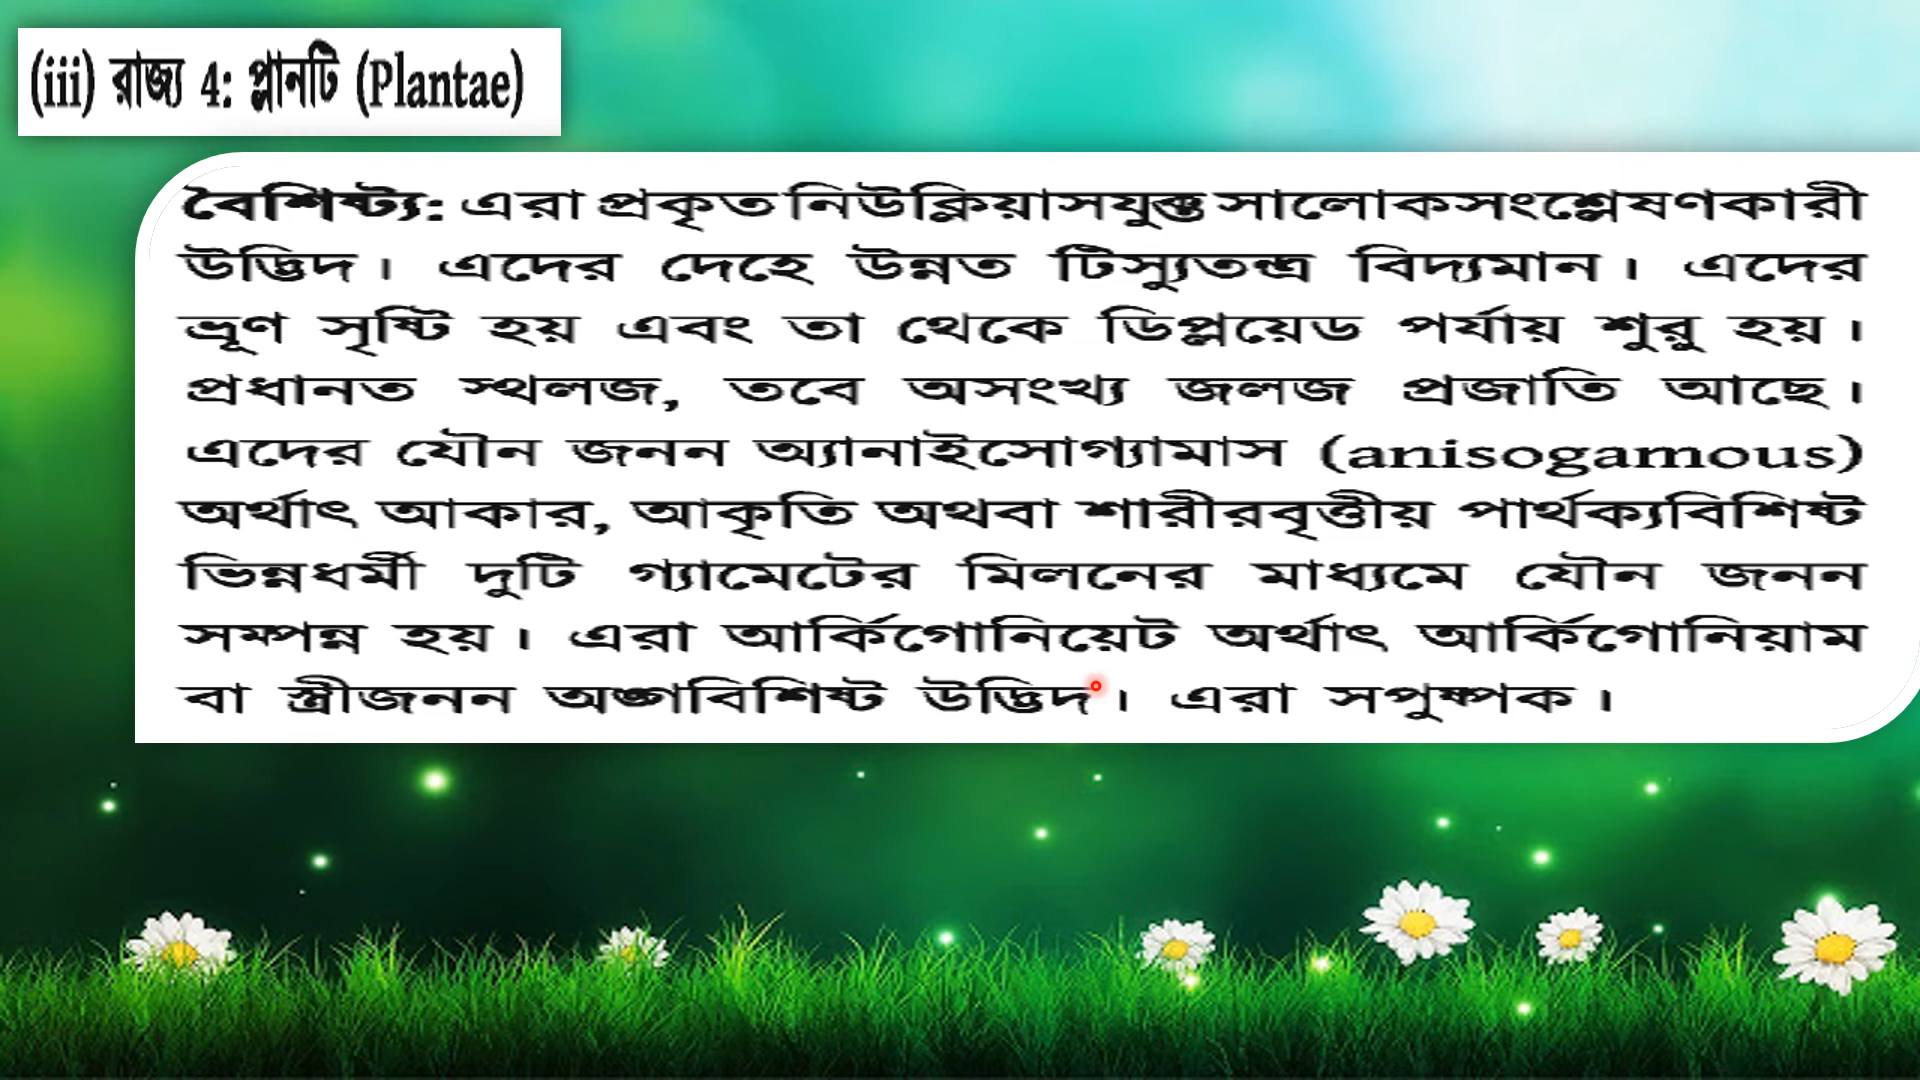 (iii) রাজ্য 4: প্লানটি (Plantae)
বৈশিষ্ট্য: এরা প্রকৃত নিউক্লিয়াসযুক্ত সালোকসংশ্লেষণকারী
উদ্ভিদ। এদের দেহে উন্নত টিস্যুতন্ত্র বিদ্যমান। এদের
ভ্রূণ সৃষ্টি হয় এবং তা থেকে ডিপ্লয়েড পর্যায় শুরু হয়।
প্রধানত স্থলজ, তবে অসংখ্য জলজ প্রজাতি আছে।
এদের যৌন জনন অ্যানাইসোগ্যামাস (anisogamous)
অর্থাৎ আকার, আকৃতি অথবা শারীরবৃত্তীয় পার্থক্যবিশিষ্ট
ভিন্নধর্মী দুটি গ্যামেটের মিলনের মাধ্যমে যৌন জনন
সম্পন্ন হয়। এরা আর্কিগোনিয়েট অর্থাৎ আর্কিগোনিয়াম
বা স্ত্রীজনন অঙ্গবিশিষ্ট উদ্ভিদ। এরা সপুষ্পক।